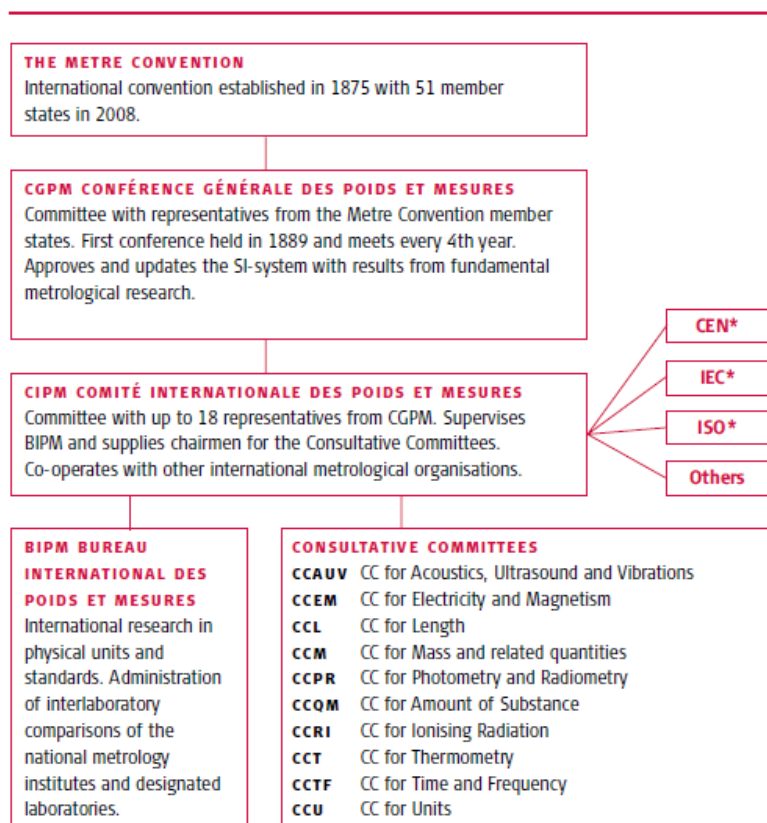 THE METRE CONVENTION
International convention established in 1875 with 51 member
states in 2008.
CGPM CONFÉRENCE GÉNÉRALE DES POIDS ET MESURES
Committee with representatives from the Metre Convention member
states. First conference held in 1889 and meets every 4th year.
Approves and updates the SI-system with results from fundamental
metrological research.
CEN*
IEC*
ISO*
Others
CIPM COMITÉ INTERNATIONALE DES POIDS ET MESURES
Committee with up to 18 representatives from CGPM. Supervises
BIPM and supplies chairmen for the Consultative Committees.
Co-operates with other international metrological organisations.
BIPM BUREAU
INTERNATIONAL DES
POIDS ET MESURES
International research in
physical units and
standards. Administration
of interlaboratory
comparisons of the
national metrology
institutes and designated
laboratories.
CONSULTATIVE COMMITTEES
CCAUV CC for Acoustics, Ultrasound and Vibrations
CCEM CC for Electricity and Magnetism
CCL CC for Length
CCM CC for Mass and related quantities
CCPR CC for Photometry and Radiometry
CCQM CC for Amount of Substance
CCRI CC for Ionising Radiation
CCT CC for Thermometry
CCTF CC for Time and Frequency
CCU CC for Units